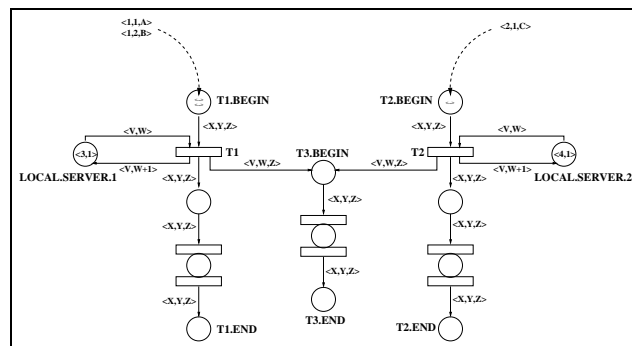 <1,1,A>
<1,2,B>
<2,1,C>
T1.BEGIN
T2.BEGIN
<V,W>
<X,Y,Z>
<X,Y,Z>
<V,W>
<3,1>
T1
T3.BEGIN
T2
<4,1>
<V,W+1>
<V,W,Z>
<V,W,Z>
<V,W+1>
LOCAL.SERVER.1
LOCAL.SERVER.2
<X,Y,Z>
<X,Y,Z>
<X,Y,Z>
<X,Y,Z>
<X,Y,Z>
<X,Y,Z>
<X,Y,Z>
<X,Y,Z>
<X,Y,Z>
T1.END
T3.END
T2.END